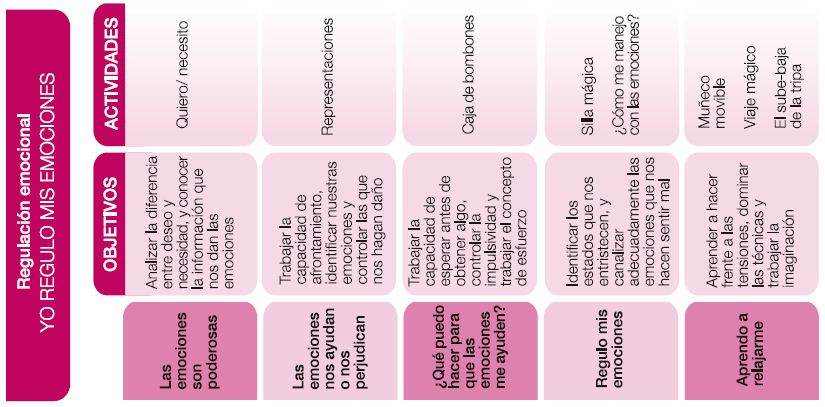 Regulación emocional
YO REGULO MIS EMOCIONES
OBJETIVOS
ACTIVIDADES
Las
emociones
son
poderosas
Analizar la diferencia
entre deseo y
necesidad, y conocer
la información que
nos dan las
emociones
Quiero/ necesito
Las
emociones
nos ayudan
o nos
perjudican
Trabajar la
capacidad de
afrontamiento,
identificar nuestras
emociones y
controlar las que
nos hagan daño
Representaciones
¿Qué puedo
hacer para
que las
emociones
me ayuden?
Trabajar la
capacidad de
esperar antes de
obtener algo,
controlar la
impulsividad y
trabajar el concepto
de esfuerzo
Caja de bombones
Regulo mis
emociones
Identificar los
estados que nos
entristecen, y
canalizar
adecuadamente las
emociones que nos
hacen sentir mal
Silla mágica
¿Cómo me manejo
con las emociones?
Aprendo a
relajarme
Aprender a hacer
frente a las
tensiones, dominar
las técnicas y
trabajar la
imaginación
Muñeco
movible
Viaje mágico
El sube-baja
de la tripa